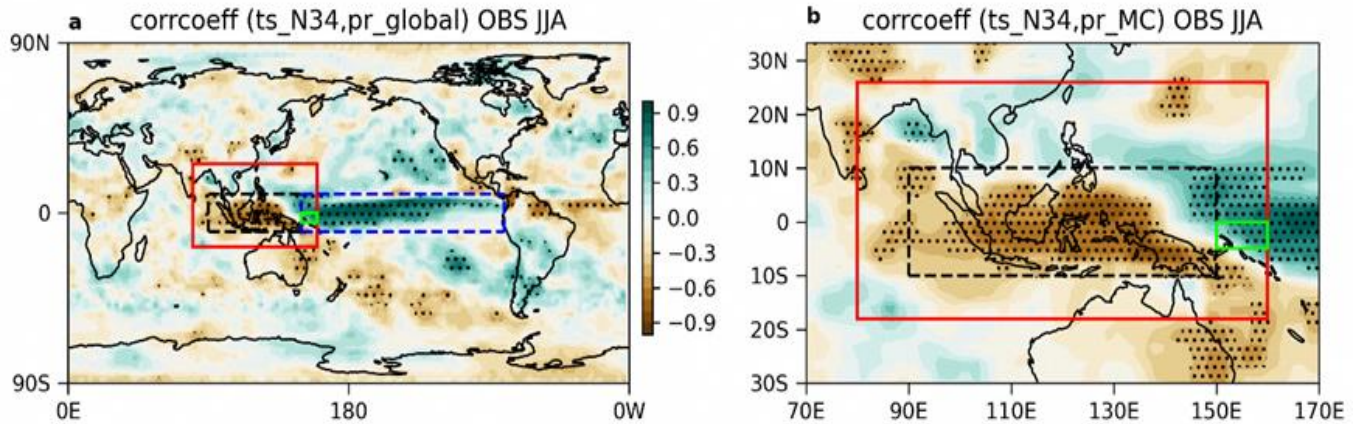 a corrcoeff (ts_N34,pr_global) OBS JJA
90N
0
90S
0E 180 0W
0.9
0.6
0.3
0.0
−0.3
−0.6
−0.9
b corrcoeff (ts_N34,pr_MC) OBS JJA
30N
20N
10N
0
10S
20S
30S
70E 90E 110E 130E 150E 170E